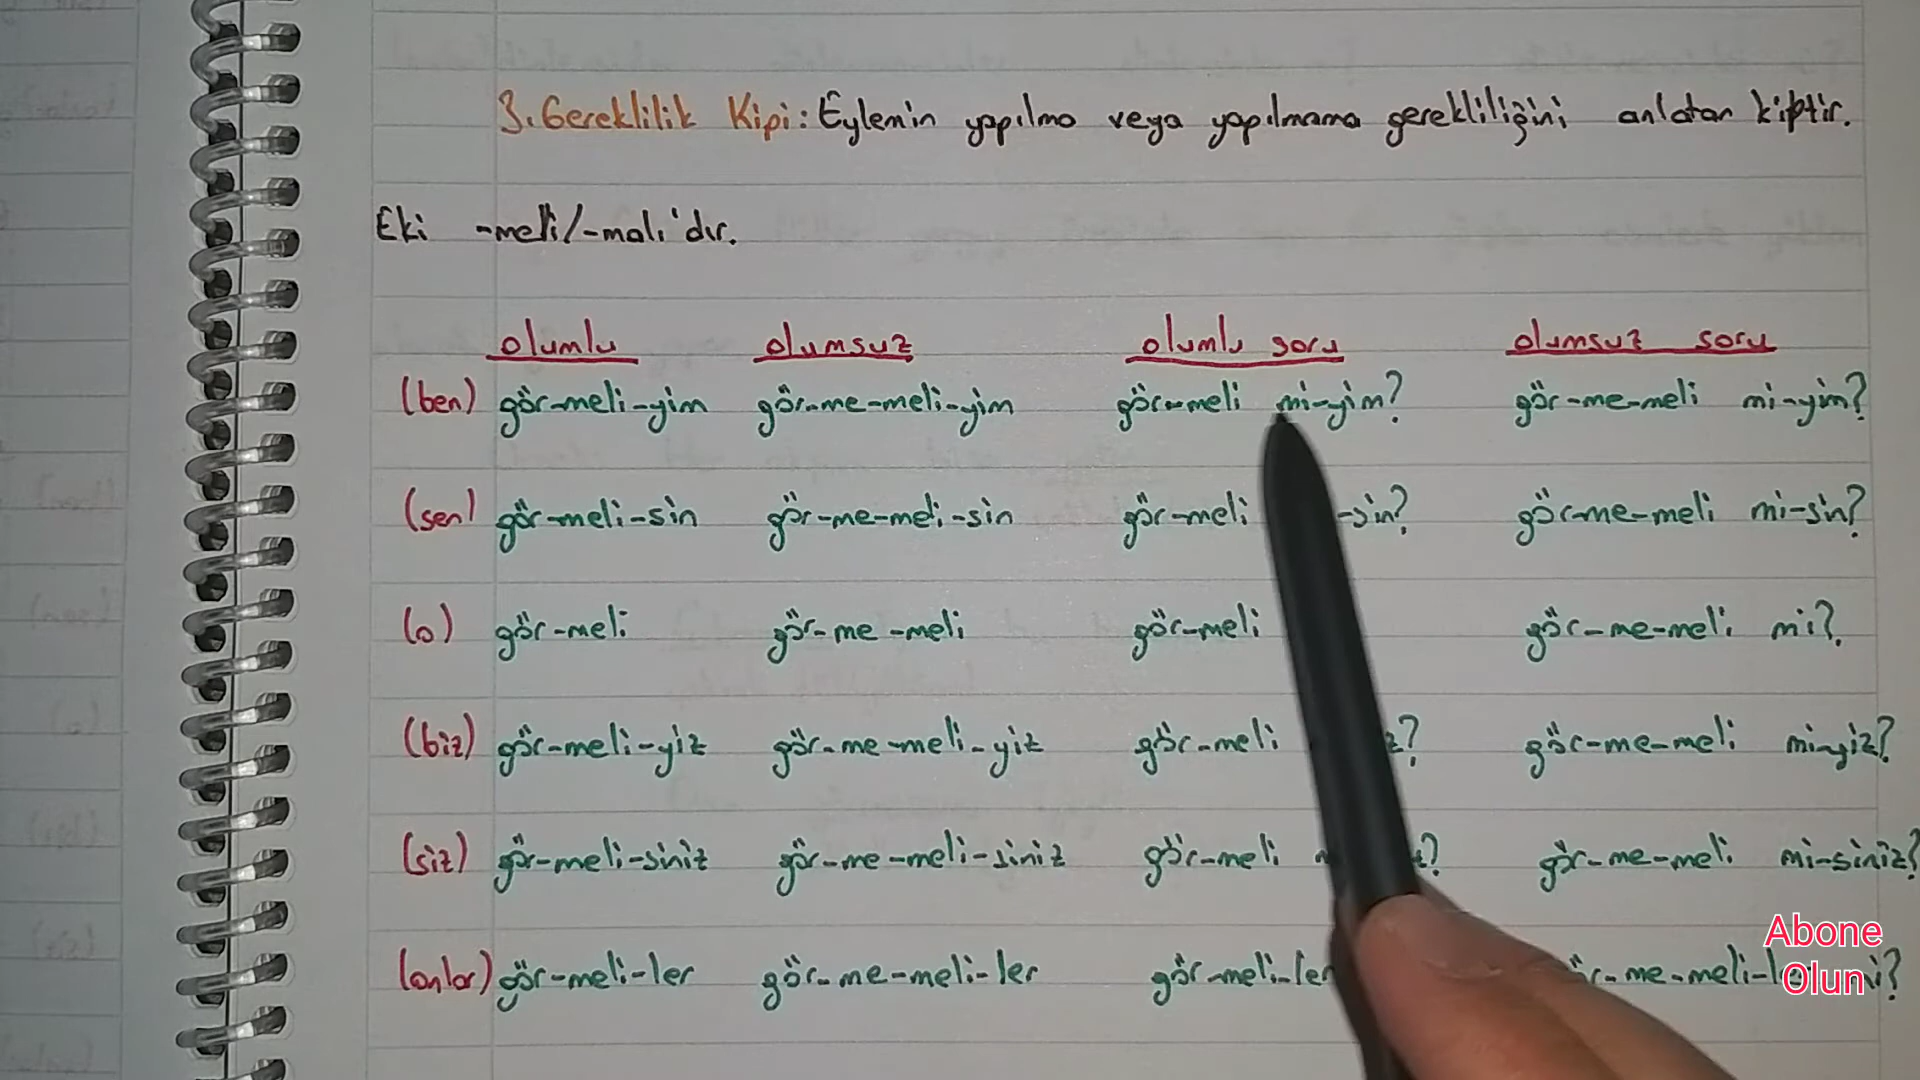 3. Gereklilik Kipi: Eylemin yapılma veya yapılmama gerekliliğini anlatan kiptir.
Eki -meli/-malı'dır.
olumlu olumsuz olumlu soru olumsuz soru
(ben) gör-meli-yim gör-me-meli-yim gör-meli mi-yim? gör-me-meli mi-yim?
(sen) gör-meli-sin gör-me-meli-sin gör-meli -sin? gör-me-meli mi-sin?
(o) gör-meli gör-me-meli gör-meli gör-me-meli mi?
(biz) gör-meli-yiz gör-me-meli-yiz gör-meli z? gör-me-meli mi-yiz?
(siz) gör-meli-siniz gör-me-meli-siniz gör-meli z? gör-me-meli mi-siniz?
(onlar) gör-meli-ler gör-me-meli-ler gör-meli-ler
Abone
Olun